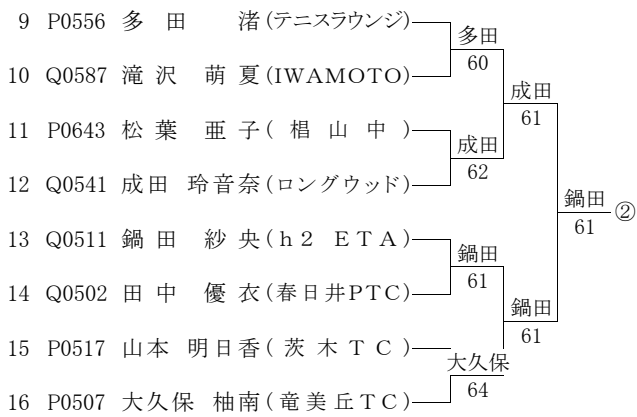 9 P0556 多田 渚(テニスラウンジ)
多田
10 Q0587 滝沢 萌夏(IWAMOTO)
60
成田
11 P0643 松葉 亜子(椙山中)
61
成田
12 Q0541 成田 玲音奈(ロングウッド)
62
鍋田
②
13 Q0511 鍋田 紗央(h2 ETA)
61
鍋田
14 Q0502 田中 優衣(春日井PTC)
61
鍋田
15 P0517 山本 明日香(茨木TC)
61
大久保
16 P0507 大久保 柚南(竜美丘TC)
64